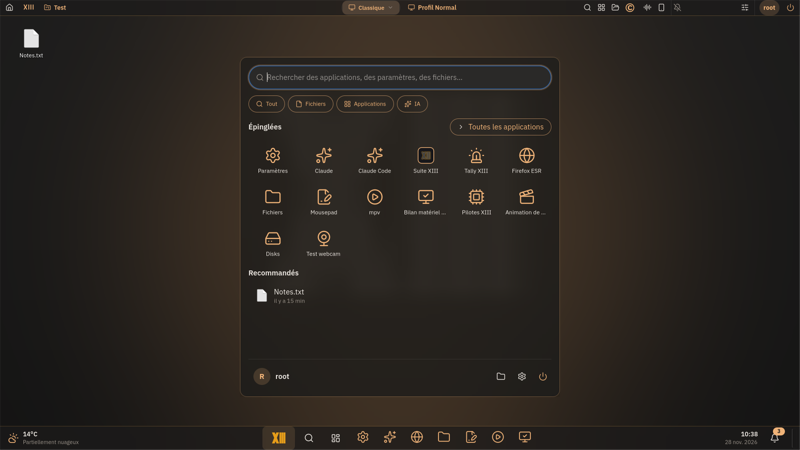 XIII Test Classique Profil Normal root
Notes.txt
Rechercher des applications, des paramètres, des fichiers...
Tout Fichiers Applications IA
Épinglées Toutes les applications
Paramètres Claude Claude Code Suite XIII Tally XIII Firefox ESR
Fichiers Mousepad mpv Bilan matériel ... Pilotes XIII Animation de ...
Disks Test webcam
Recommandés
Notes.txt
il y a 15 mm
R root
14°C XIII 10:38 3
Partiellement nuageux 28 nov. 2026